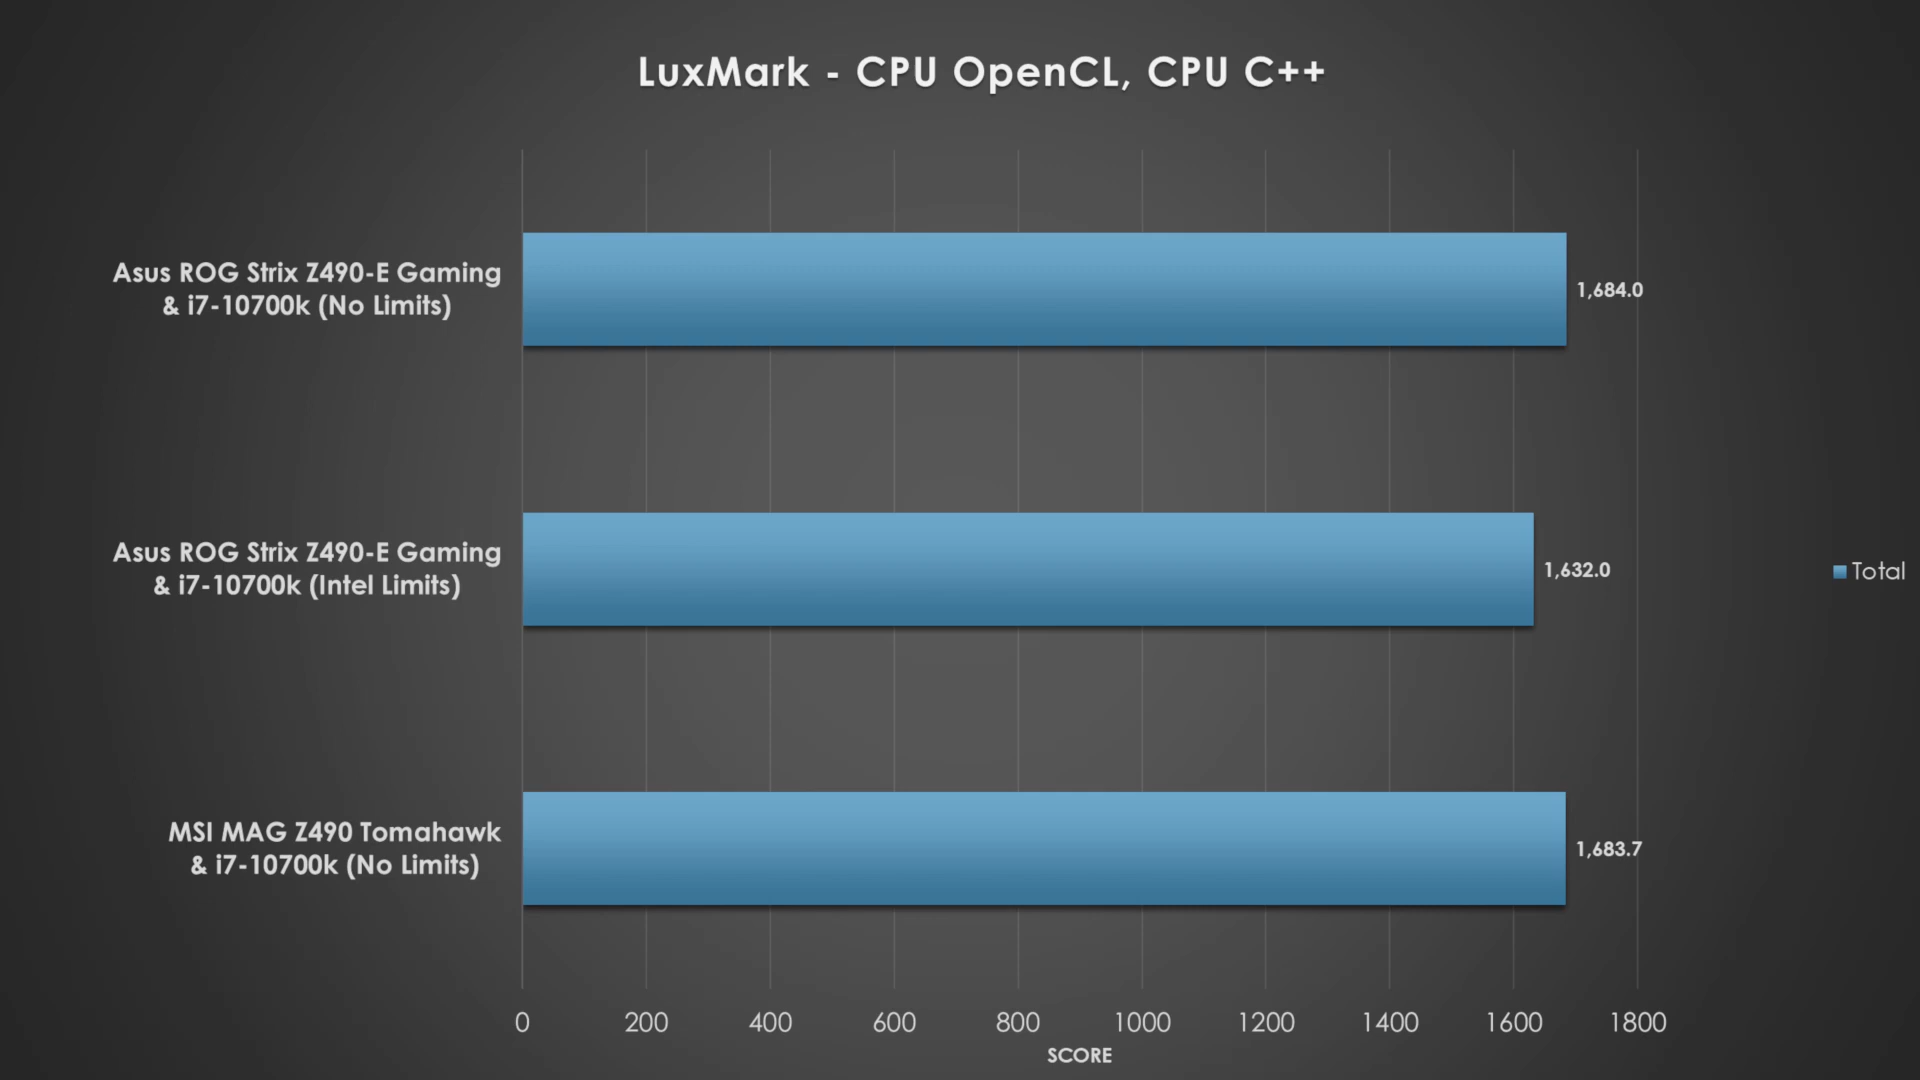 LuxMark - CPU OpenCL, CPU C++
Asus ROG Strix Z490-E Gaming
& i7-10700k (No Limits)
1,684.0
Asus ROG Strix Z490-E Gaming
& i7-10700k (Intel Limits)
1,632.0
Total
MSI MAG Z490 Tomahawk
& i7-10700k (No Limits)
1,683.7
0 200 400 600 800 1000 1200 1400 1600 1800
SCORE